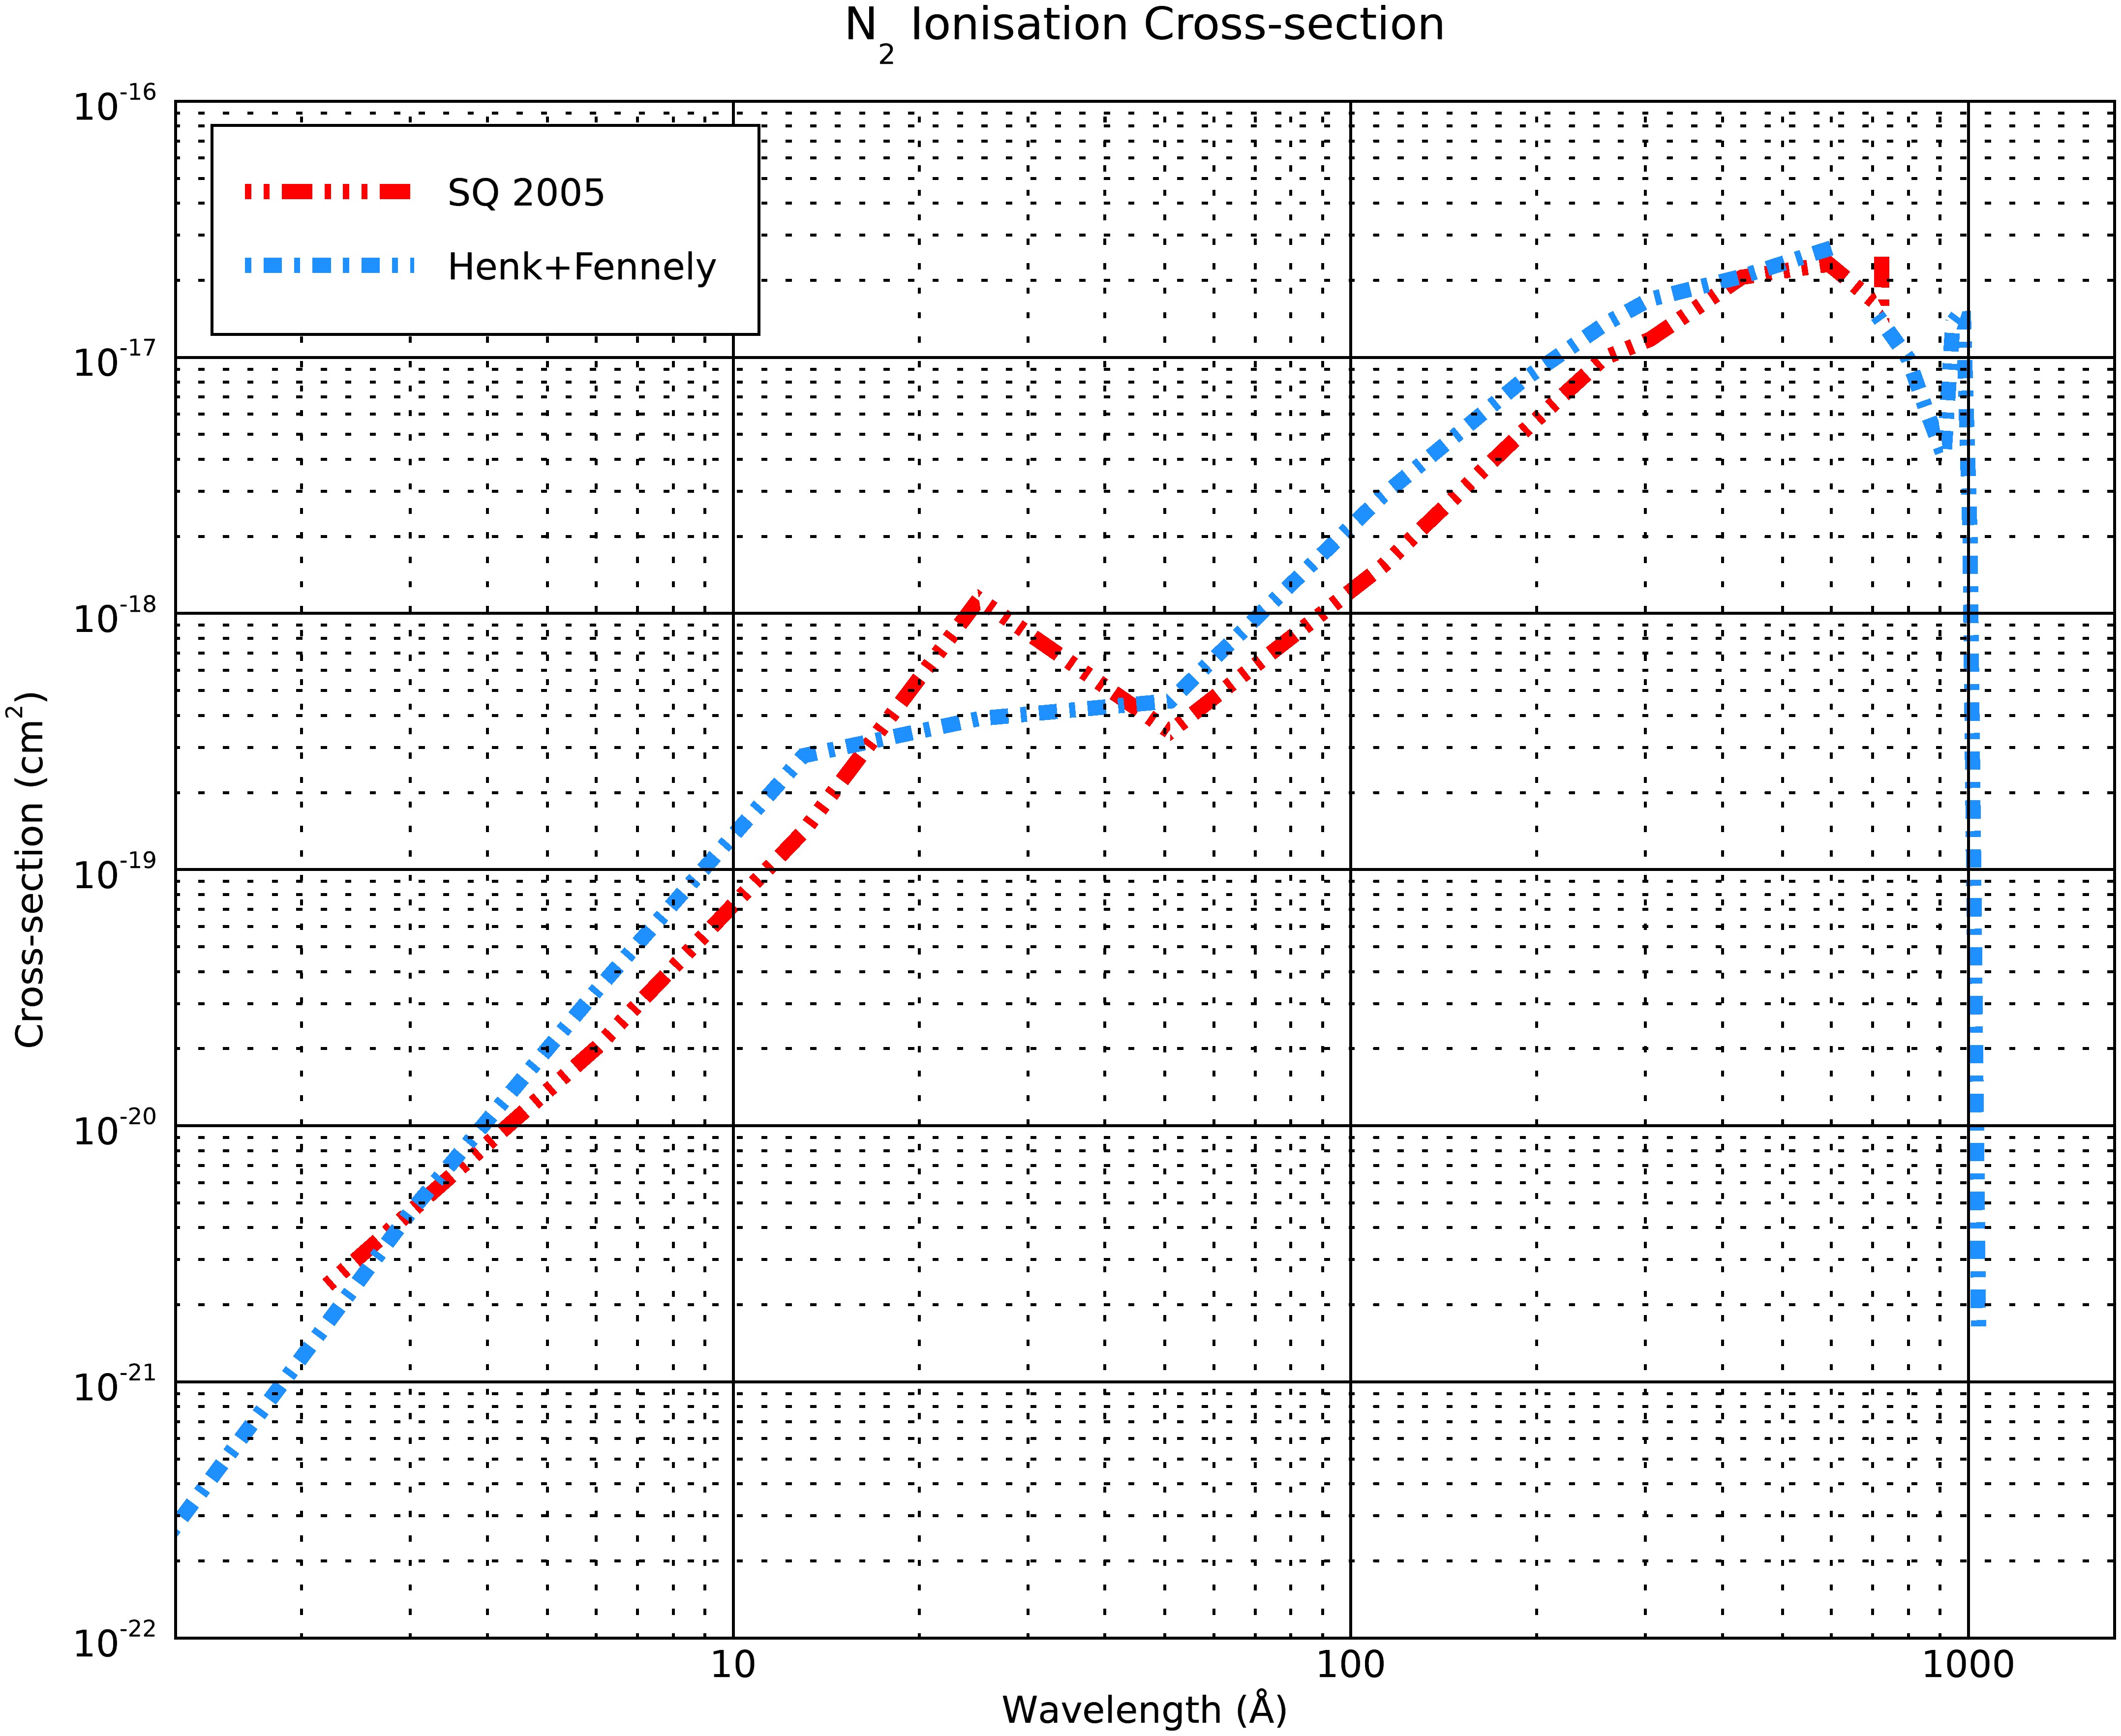 N₂ Ionisation Cross-section
10⁻¹⁶
SQ 2005
Henk+Fennely
10⁻¹⁷
10⁻¹⁸
10⁻¹⁹
10⁻²⁰
10⁻²¹
10⁻²²
Cross-section (cm²)
10 100 1000
Wavelength (Å)